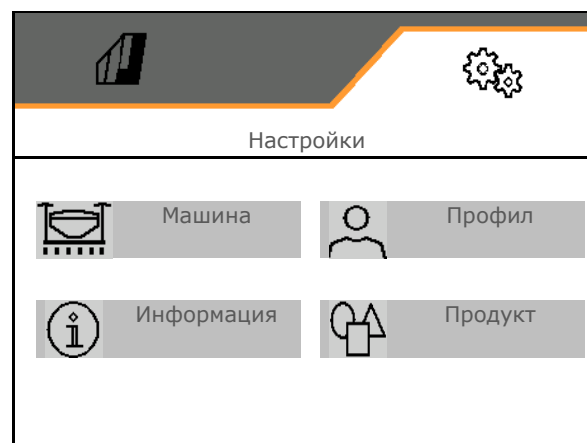 Настройки
Машина
Профил
Информация
Продукт